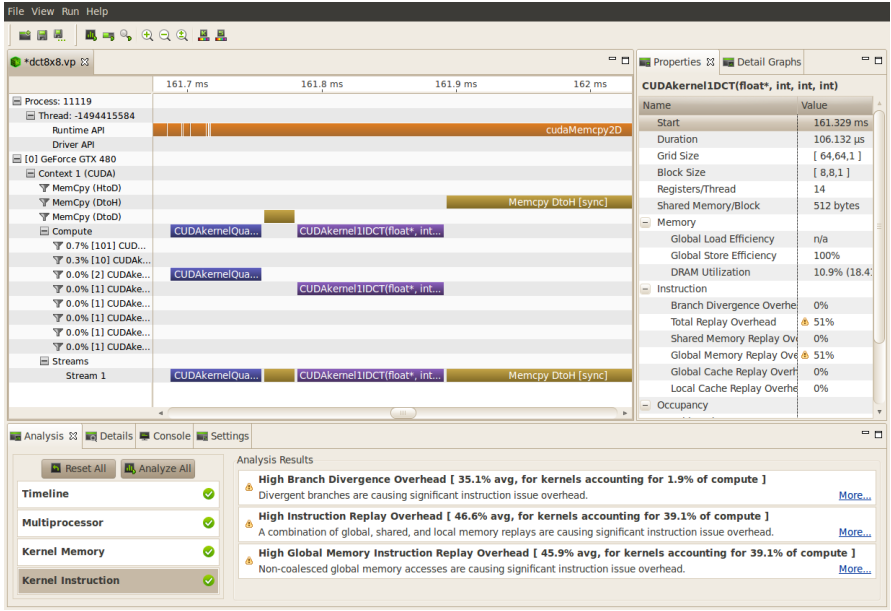 File View Run Help
*dct8x8.vp
161.7 ms 161.8 ms 161.9 ms 162 ms
Process: 11119
Thread: -1494415584
Runtime API cudaMemcpy2D
Driver API
[0] GeForce GTX 480
Context 1 (CUDA)
MemCpy (HtoD)
MemCpy (DtoH) Memcpy DtoH [sync]
MemCpy (DtoD)
Compute CUDAkernelQua... CUDAkernel1IDCT(float*, int...
0.7% [101] CUD...
0.3% [10] CUDAk...
0.0% [2] CUDAke... CUDAkernelQua...
0.0% [1] CUDAke... CUDAkernel1IDCT(float*, int...
0.0% [1] CUDAke...
0.0% [1] CUDAke...
0.0% [1] CUDAke...
0.0% [1] CUDAke...
Streams
Stream 1 CUDAkernelQua... CUDAkernel1IDCT(float*, int... Memcpy DtoH [sync]
Properties Detail Graphs
CUDAkernel1DCT(float*, int, int, int)
Name Value
Start 161.329 ms
Duration 106.132 µs
Grid Size [ 64,64,1 ]
Block Size [ 8,8,1 ]
Registers/Thread 14
Shared Memory/Block 512 bytes
Memory
Global Load Efficiency n/a
Global Store Efficiency 100%
DRAM Utilization 10.9% (18.4
Instruction
Branch Divergence Overhe 0%
Total Replay Overhead 51%
Shared Memory Replay Ov 0%
Global Memory Replay Ove 51%
Global Cache Replay Overh 0%
Local Cache Replay Overhe 0%
Occupancy
Analysis Details Console Settings
Reset All Analyze All
Timeline
Multiprocessor
Kernel Memory
Kernel Instruction
Analysis Results
High Branch Divergence Overhead [ 35.1% avg, for kernels accounting for 1.9% of compute ]
Divergent branches are causing significant instruction issue overhead. More...
High Instruction Replay Overhead [ 46.6% avg, for kernels accounting for 39.1% of compute ]
A combination of global, shared, and local memory replays are causing significant instruction issue overhead. More...
High Global Memory Instruction Replay Overhead [ 45.9% avg, for kernels accounting for 39.1% of compute ]
Non-coalesced global memory accesses are causing significant instruction issue overhead. More...